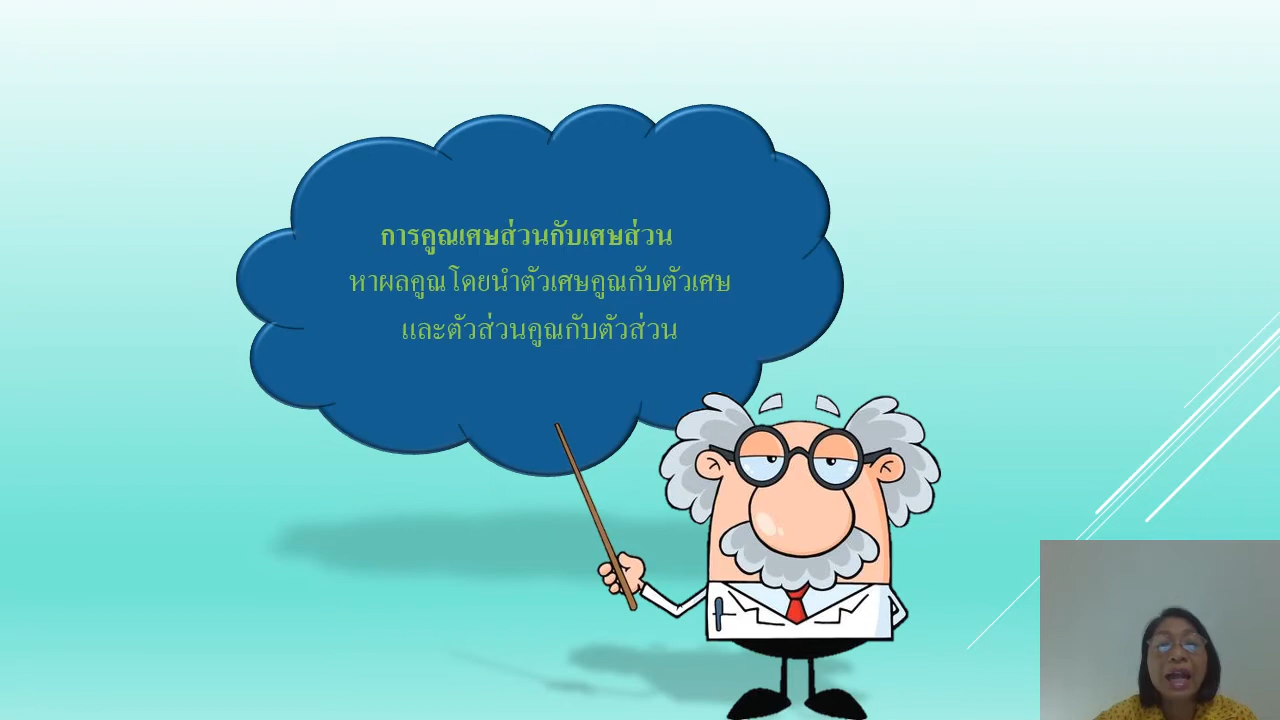 การคูณเศษส่วนกับเศษส่วน
หาผลคูณโดยนำตัวเศษคูณกับตัวเศษ
และตัวส่วนคูณกับตัวส่วน